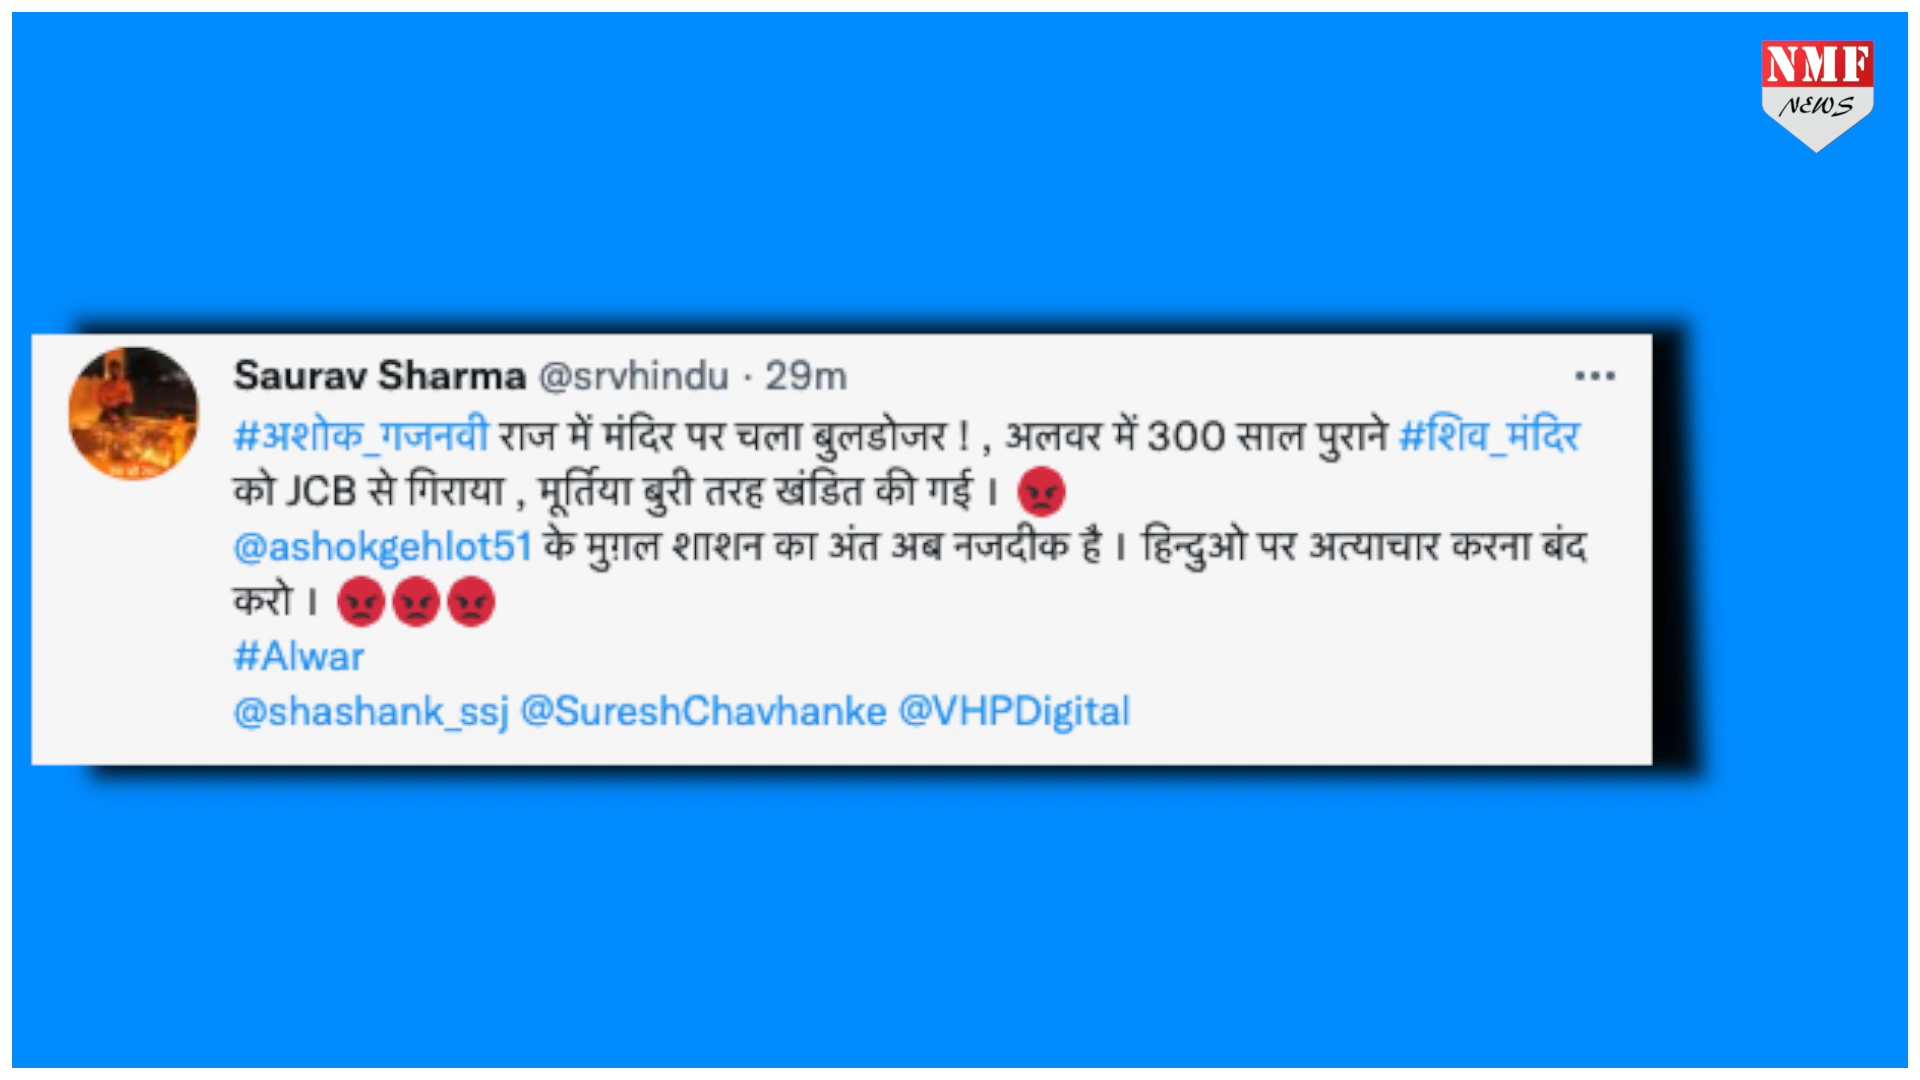 NMF
NEWS
Saurav Sharma @srvhindu · 29m
#अशोक_गजनवी राज में मंदिर पर चला बुलडोजर ! , अलवर में 300 साल पुराने #शिव_मंदिर
को JCB से गिराया , मूर्तिया बुरी तरह खंडित की गई । 😡
@ashokgehlot51 के मुग़ल शाशन का अंत अब नजदीक है । हिन्दुओ पर अत्याचार करना बंद
करो । 😡😡😡
#Alwar
@shashank_ssj @SureshChavhanke @VHPDigital